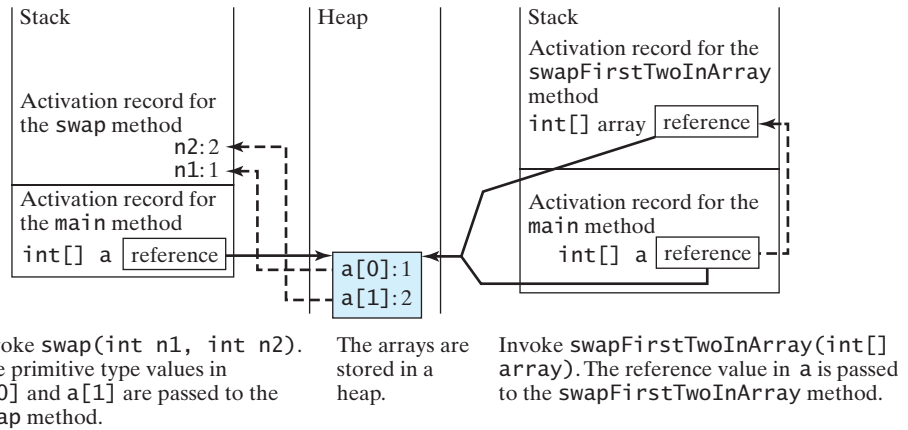 Stack
Activation record for
the swap method
n2:2
n1:1
Activation record for
the main method
int[] a reference
Heap
a[0]:1
a[1]:2
Stack
Activation record for the
swapFirstTwoInArray
method
int[] array reference
Activation record for the
main method
int[] a reference
swap(int n1, int n2).
primitive type values in
and a[1] are passed to the
method.
The arrays are
stored in a
heap.
Invoke swapFirstTwoInArray(int[]
array). The reference value in a is passed
to the swapFirstTwoInArray method.